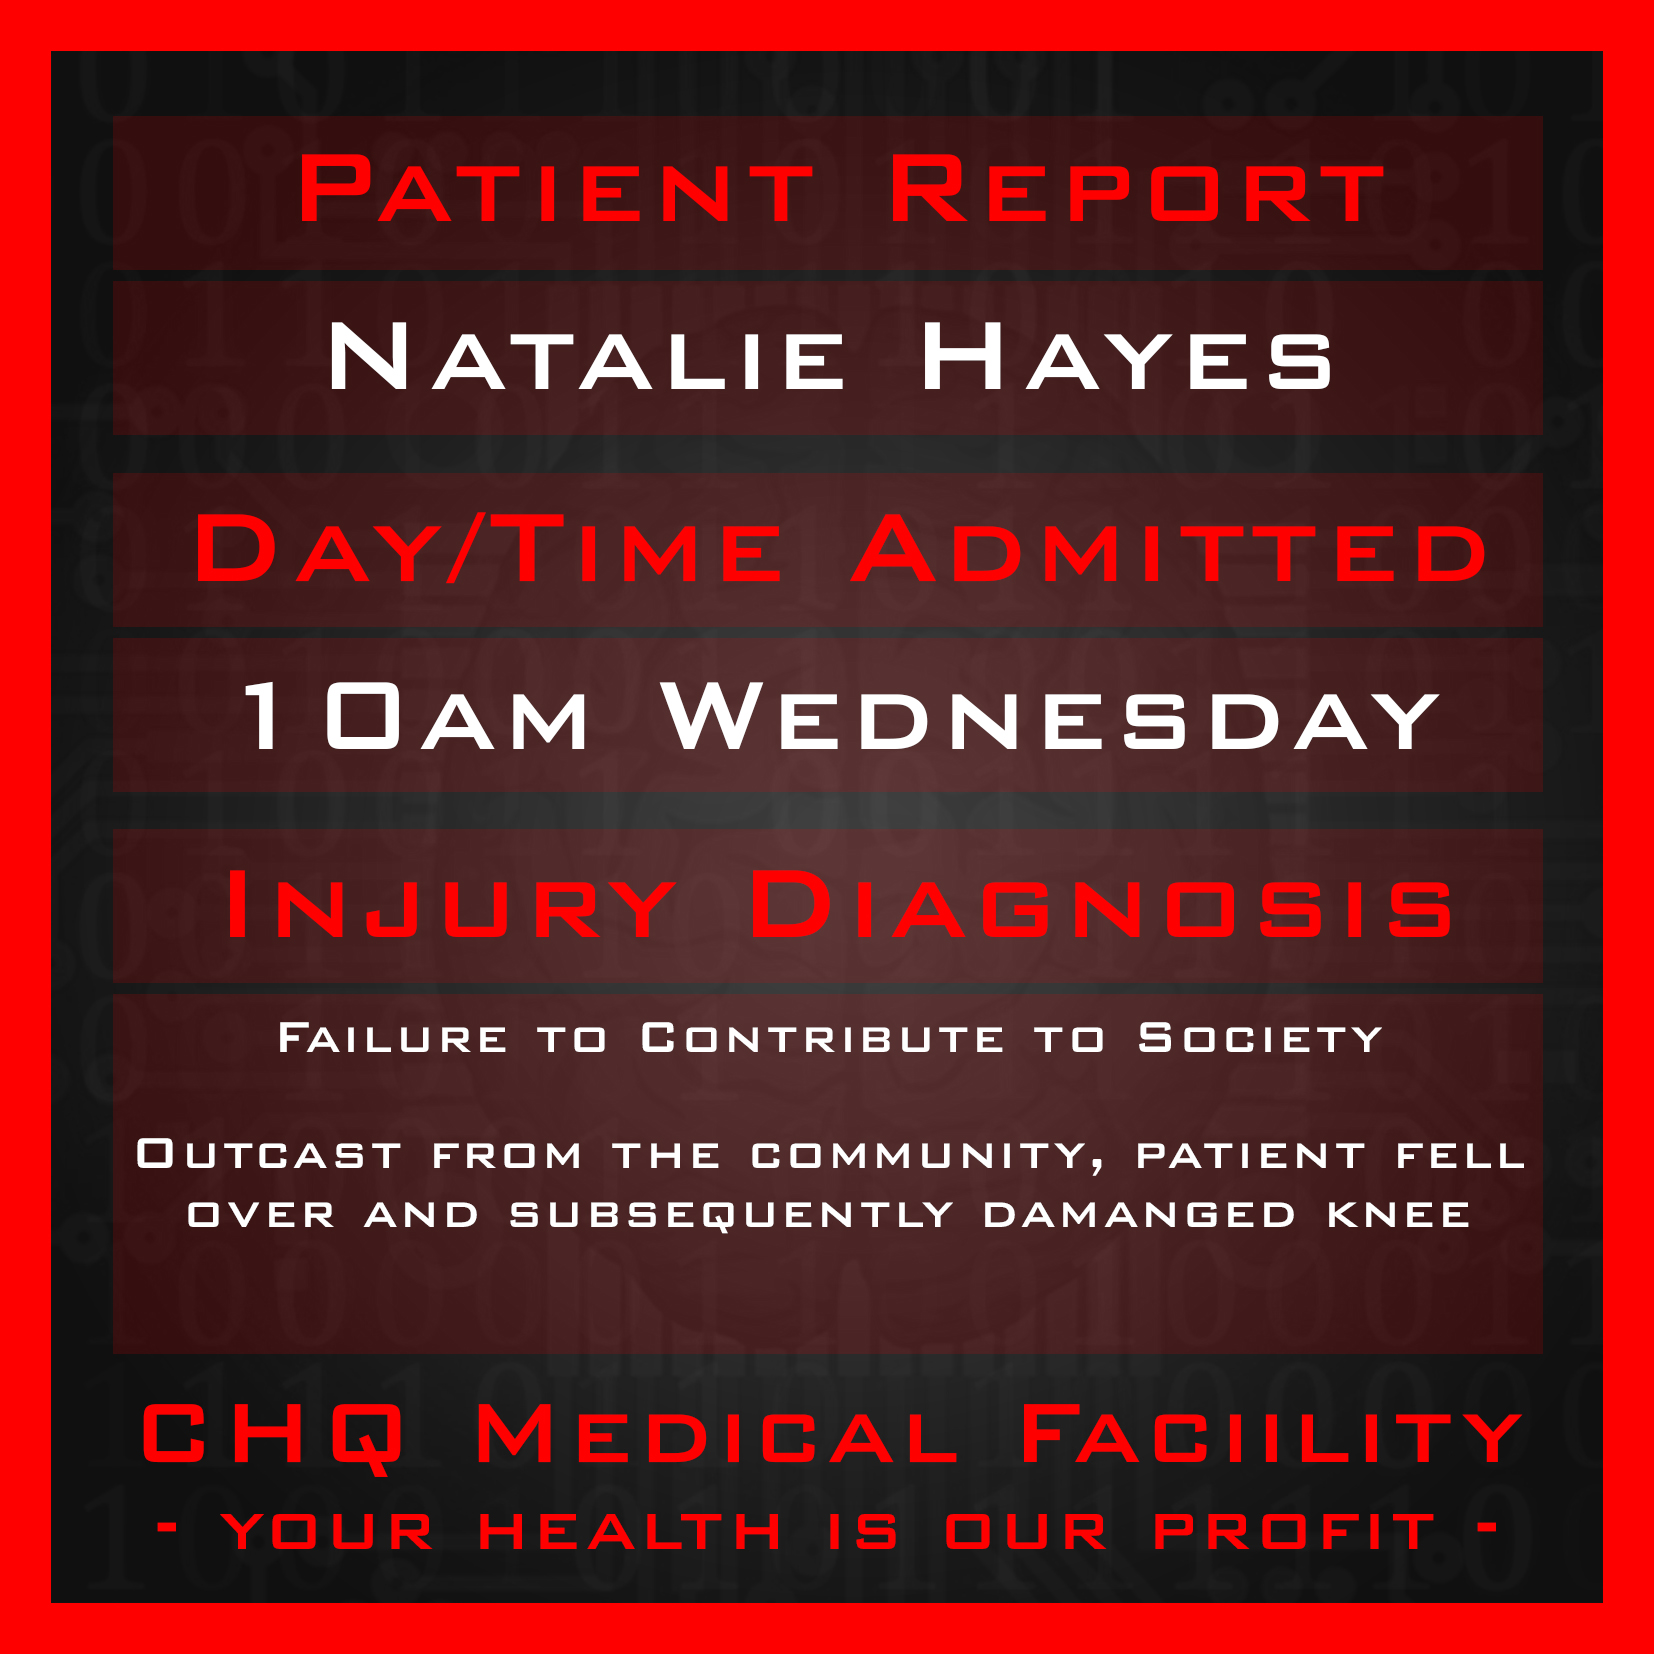 Patient Report
Natalie Hayes
Day/Time Admitted
10am Wednesday
Injury Diagnosis
Failure to Contribute to Society
Outcast from the community, patient fell
over and subsequently damanged knee
CHQ Medical Faciility
- your health is our profit -